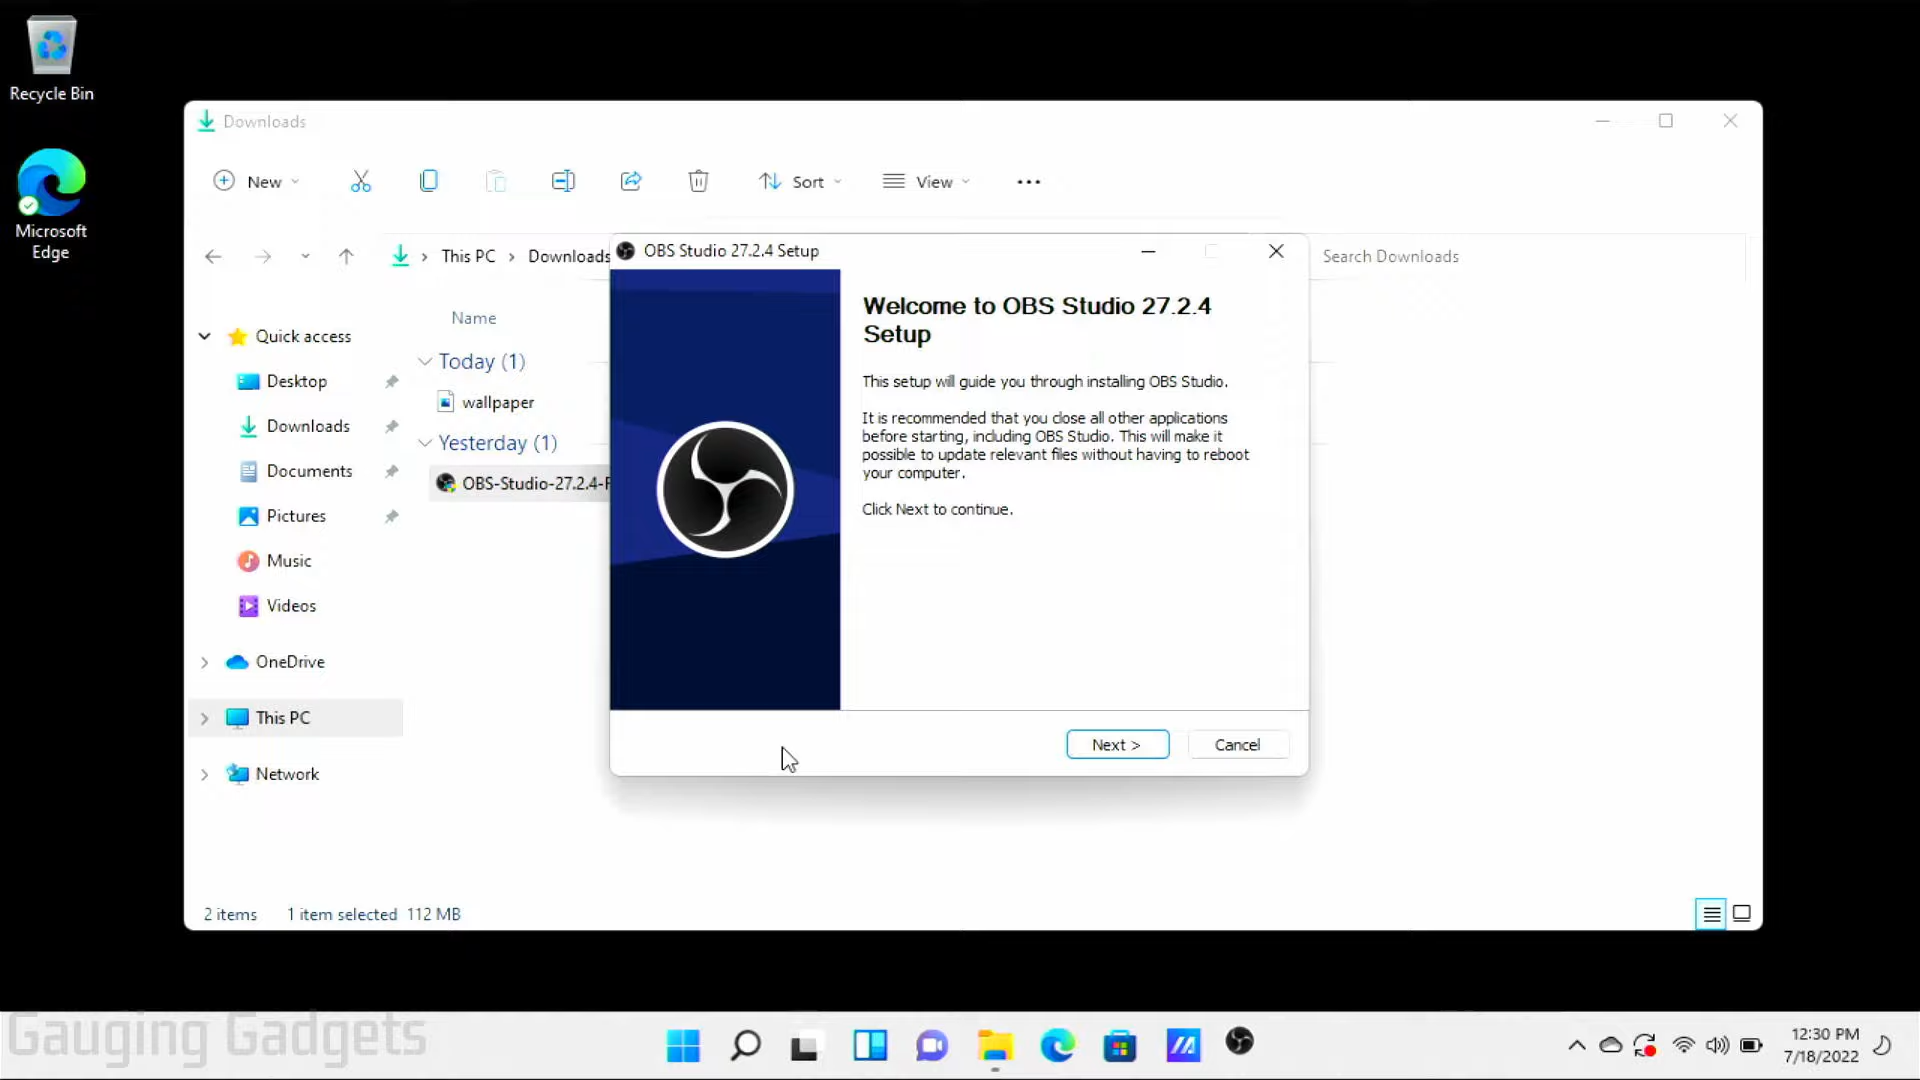 Recycle Bin
Microsoft
Edge
Downloads
New
Sort
View
This PC
Downloads
Search Downloads
Name
Quick access
Desktop
Downloads
Documents
Pictures
Music
Videos
OneDrive
This PC
Network
Today (1)
wallpaper
Yesterday (1)
OBS-Studio-27.2.4-F
OBS Studio 27.2.4 Setup
Welcome to OBS Studio 27.2.4
Setup
This setup will guide you through installing OBS Studio.
It is recommended that you close all other applications
before starting, including OBS Studio. This will make it
possible to update relevant files without having to reboot
your computer.
Click Next to continue.
Next >
Cancel
2 items 1 item selected 112 MB
Gauging Gadgets
12:30 PM
7/18/2022